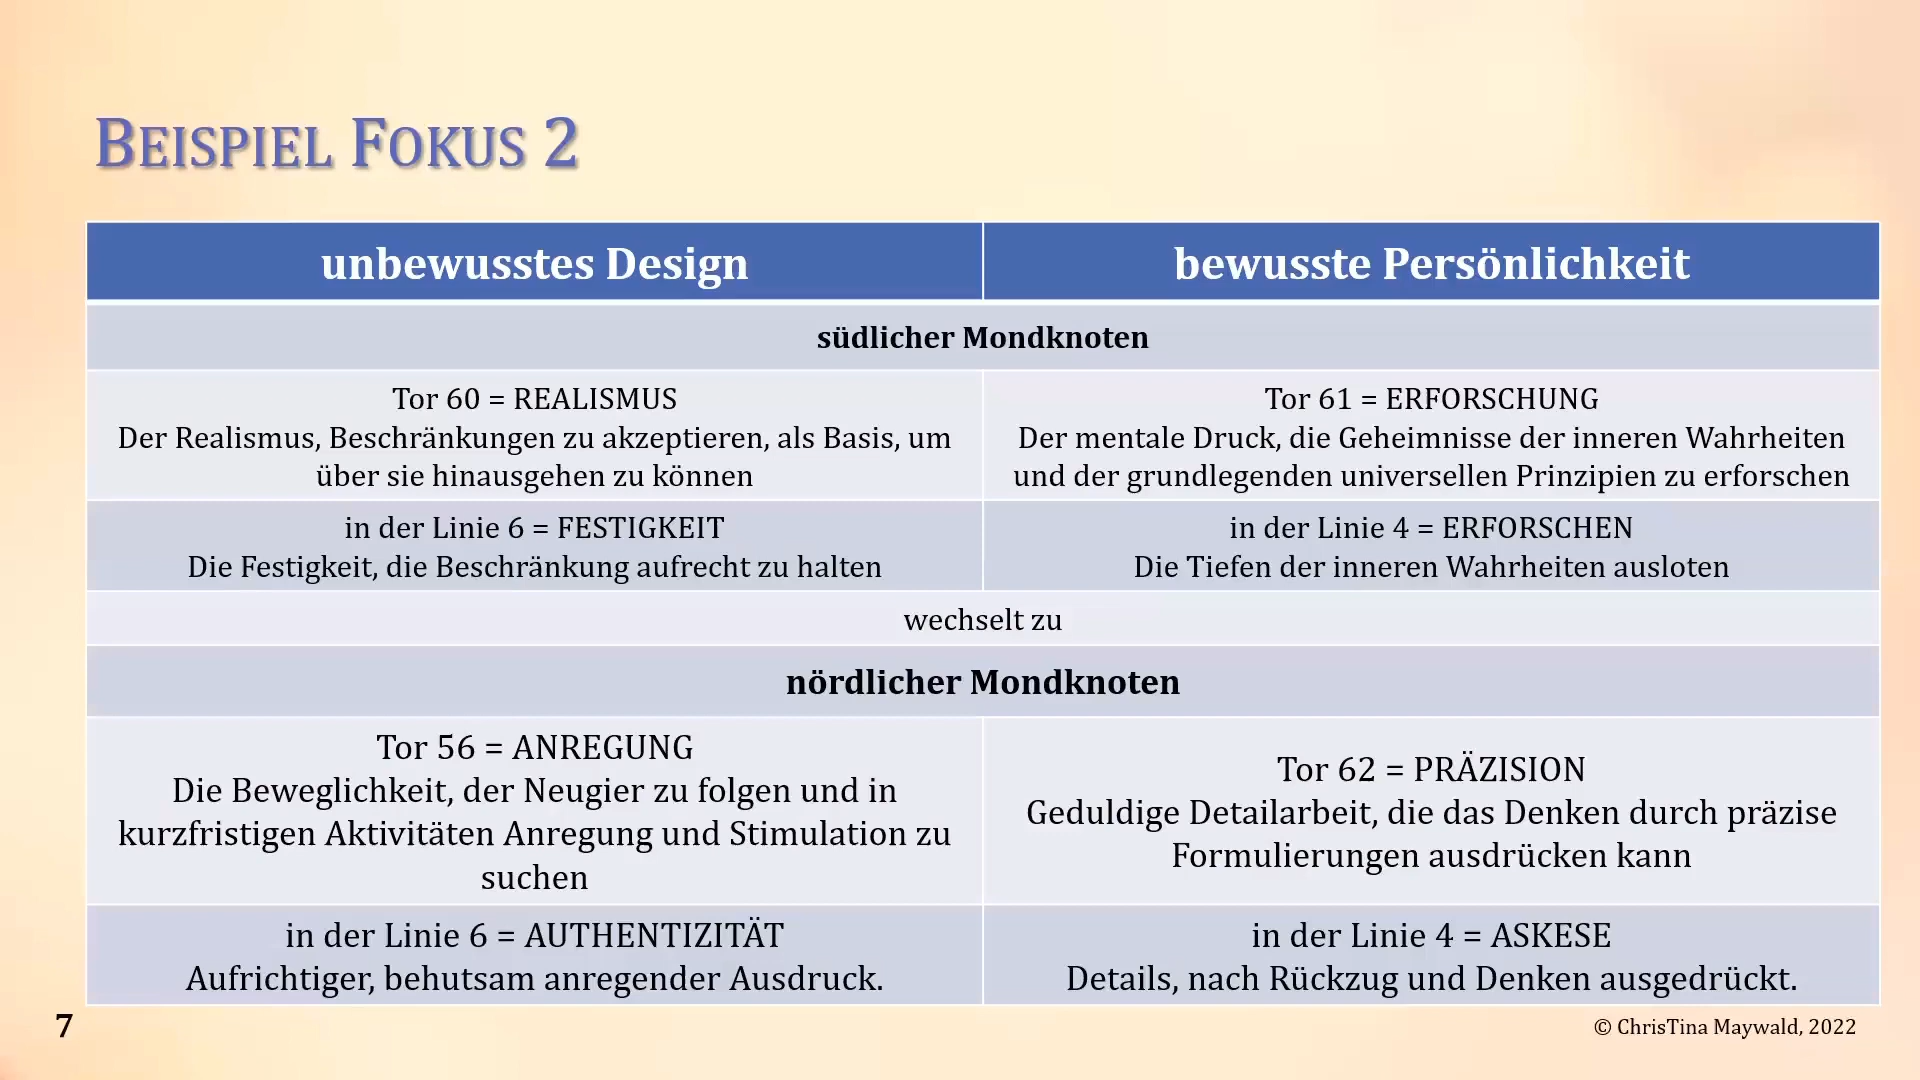 BEISPIEL FOKUS 2
unbewusstes Design
bewusste Persönlichkeit
südlicher Mondknoten
Tor 60 = REALISMUS
Der Realismus, Beschränkungen zu akzeptieren, als Basis, um
über sie hinausgehen zu können
Tor 61 = ERFORSCHUNG
Der mentale Druck, die Geheimnisse der inneren Wahrheiten
und der grundlegenden universellen Prinzipien zu erforschen
in der Linie 6 = FESTIGKEIT
Die Festigkeit, die Beschränkung aufrecht zu halten
in der Linie 4 = ERFORSCHEN
Die Tiefen der inneren Wahrheiten ausloten
wechselt zu
nördlicher Mondknoten
Tor 56 = ANREGUNG
Die Beweglichkeit, der Neugier zu folgen und in
kurzfristigen Aktivitäten Anregung und Stimulation zu
suchen
Tor 62 = PRÄZISION
Geduldige Detailarbeit, die das Denken durch präzise
Formulierungen ausdrücken kann
in der Linie 6 = AUTHENTIZITÄT
Aufrichtiger, behutsam anregender Ausdruck.
in der Linie 4 = ASKESE
Details, nach Rückzug und Denken ausgedrückt.
7
© ChrisTina Maywald, 2022